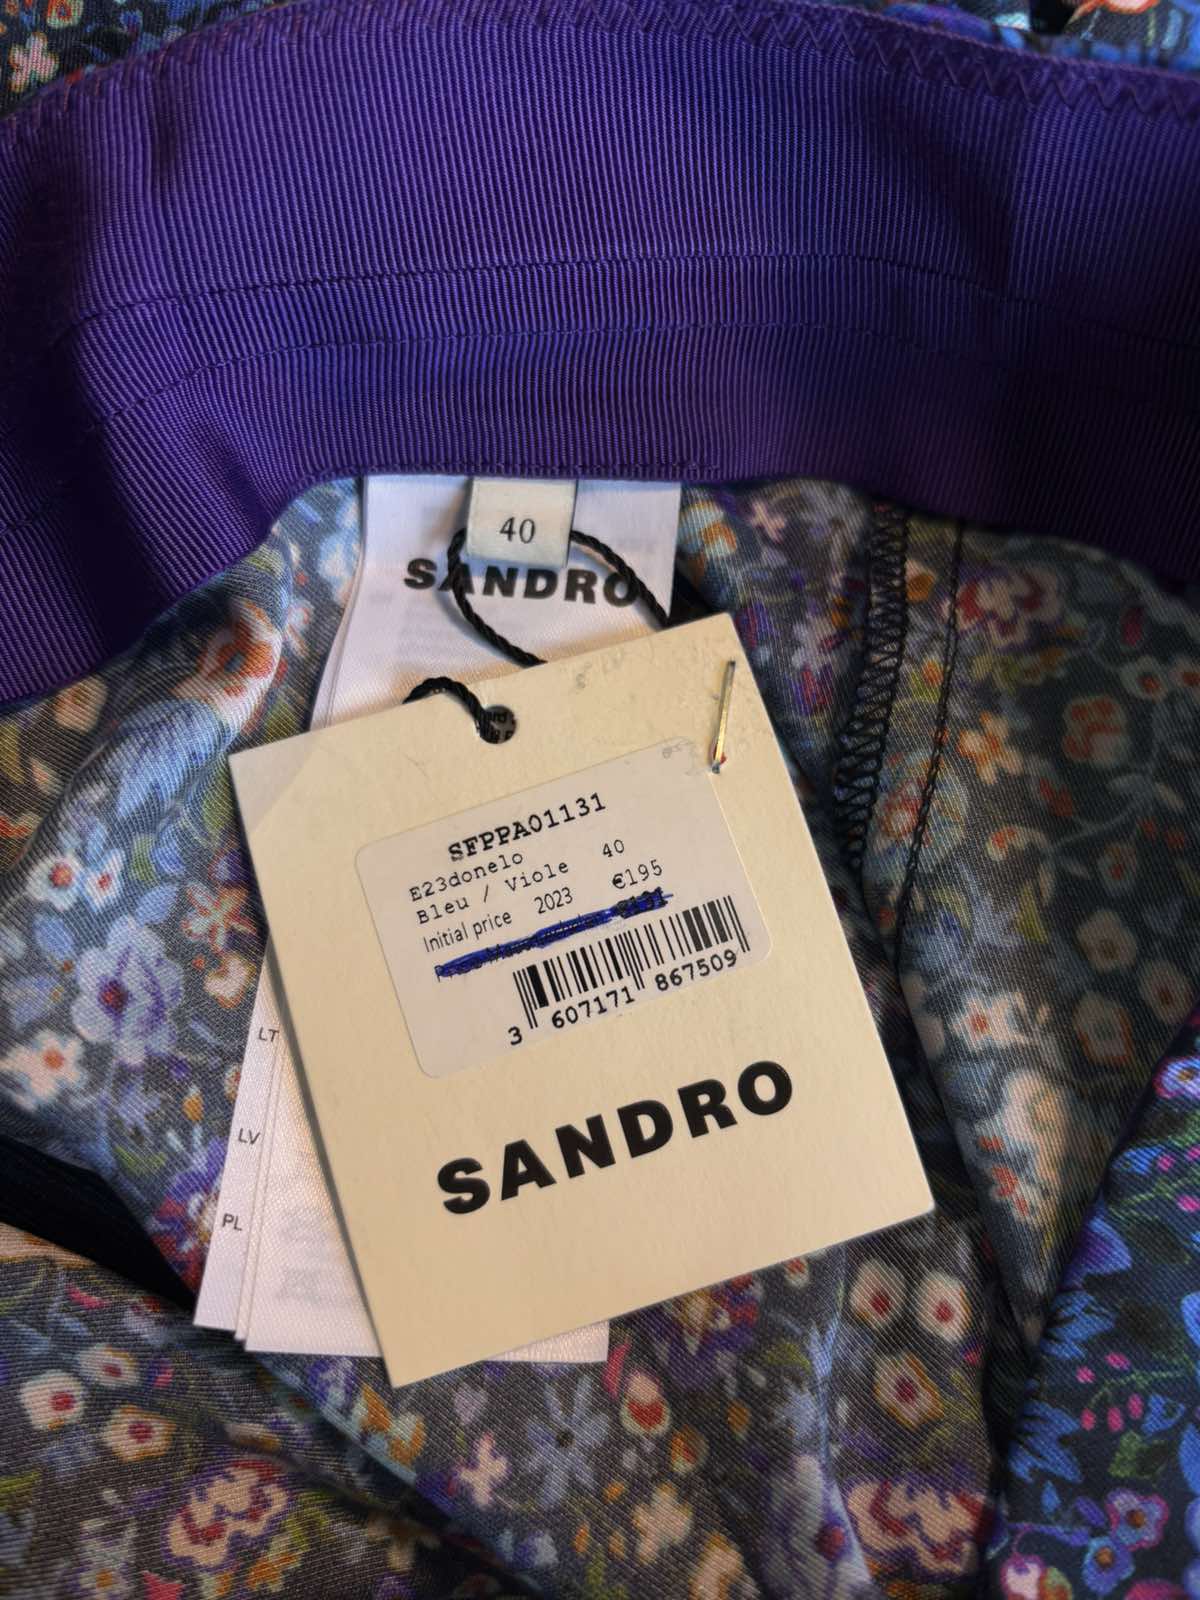 40
SANDRO
SFPPA01131
E23donelo
Bleu / Viole 40
Initial price 2023 €195
3 607171 867509
SANDRO
LT
LV
PL